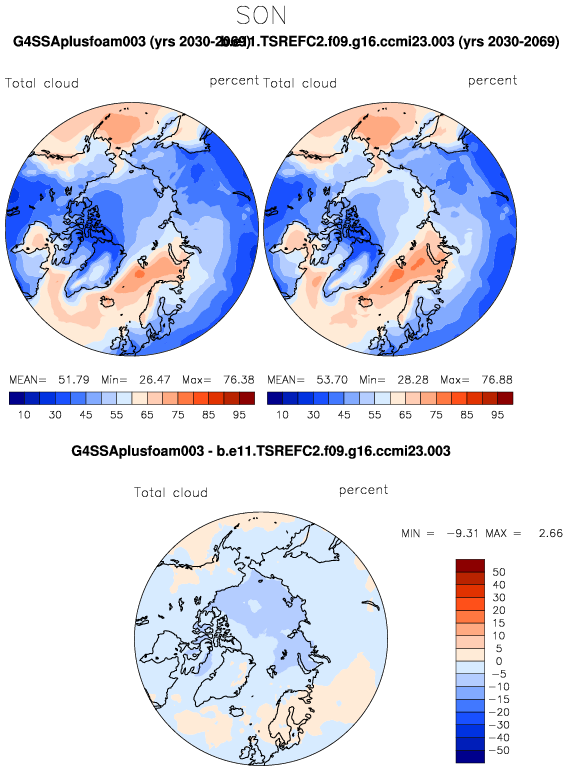 SON
G4SSAplusfoam003 (yrs 2030-2069) b.e11.TSREFC2.f09.g16.ccmi23.003 (yrs 2030-2069)
Total cloud percent Total cloud percent
MEAN= 51.79 Min= 26.47 Max= 76.38 MEAN= 53.70 Min= 28.28 Max= 76.88
10 30 45 55 65 75 85 95 10 30 45 55 65 75 85 95
G4SSAplusfoam003 - b.e11.TSREFC2.f09.g16.ccmi23.003
Total cloud percent
MIN = -9.31 MAX = 2.66
50
40
30
20
15
10
5
0
-5
-10
-15
-20
-30
-40
-50